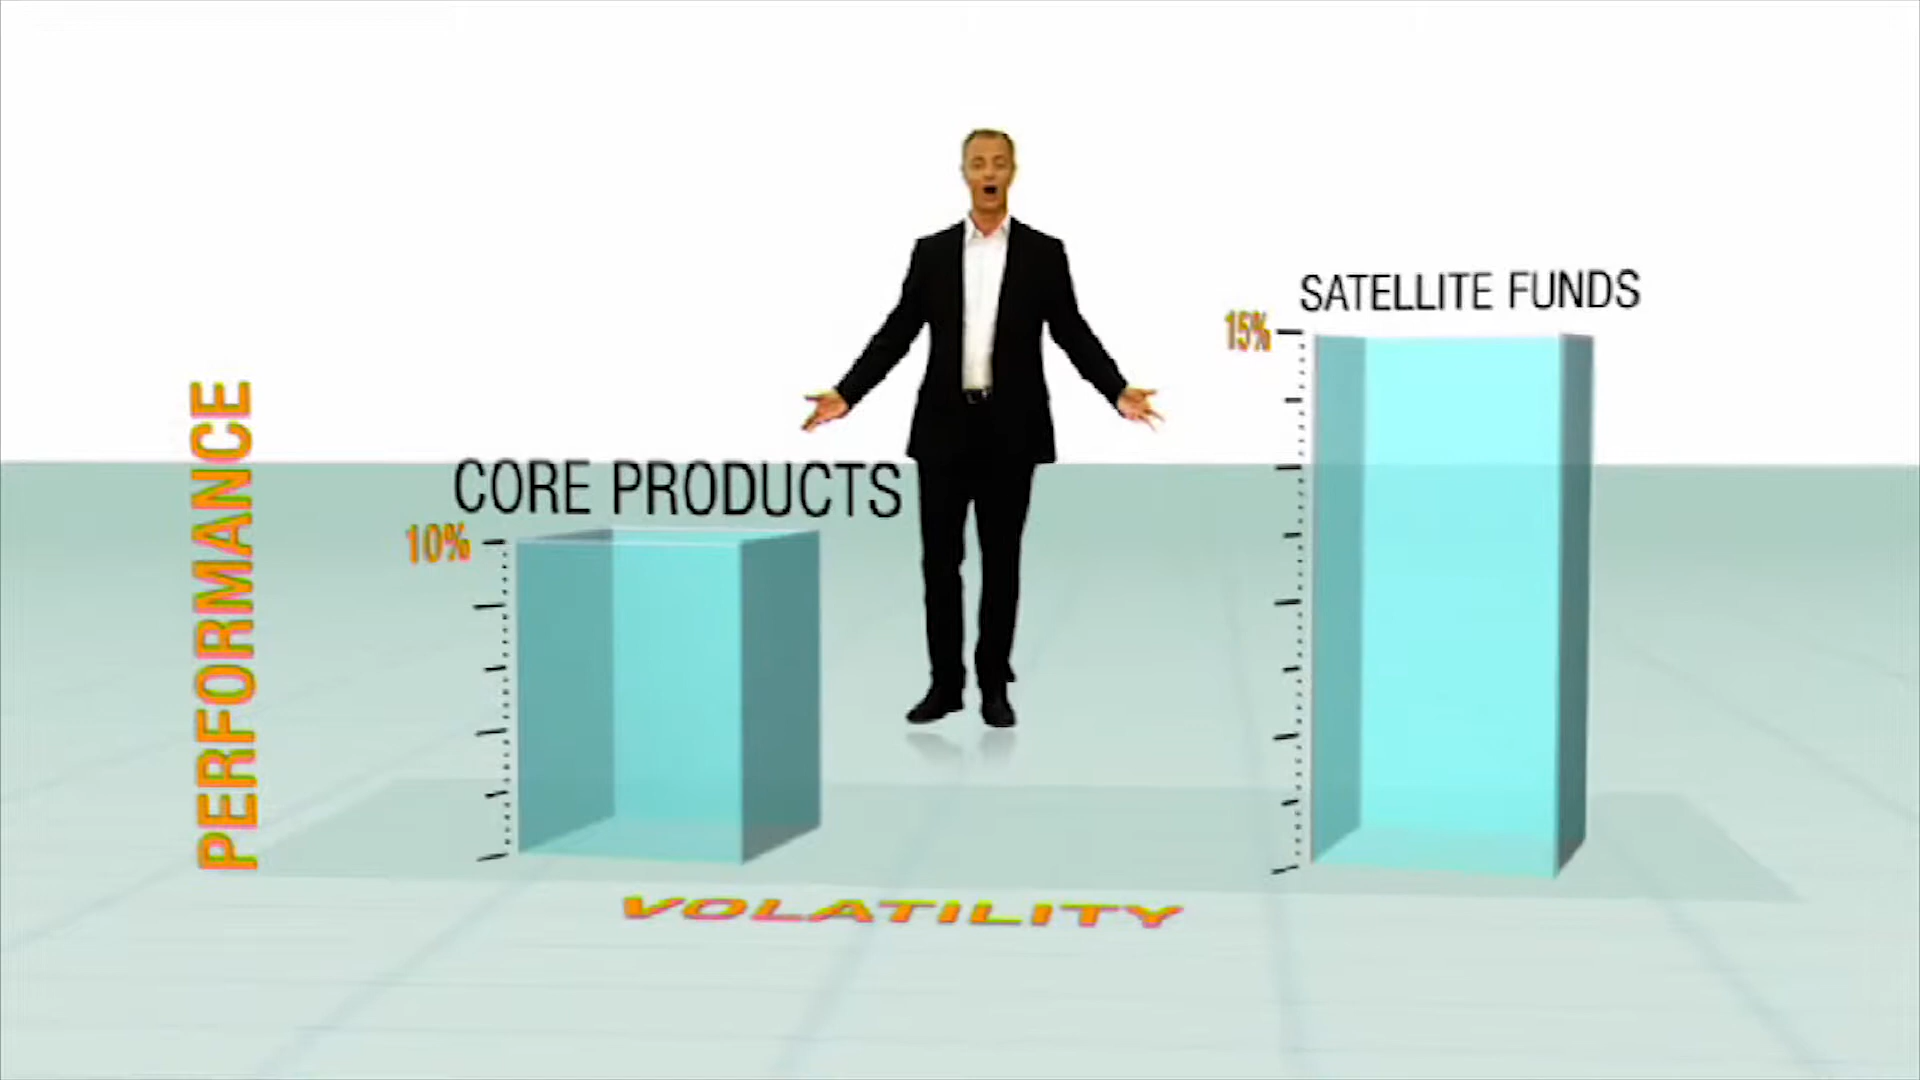 SATELLITE FUNDS
15%
CORE PRODUCTS
10%
PERFORMANCE
VOLATILITY